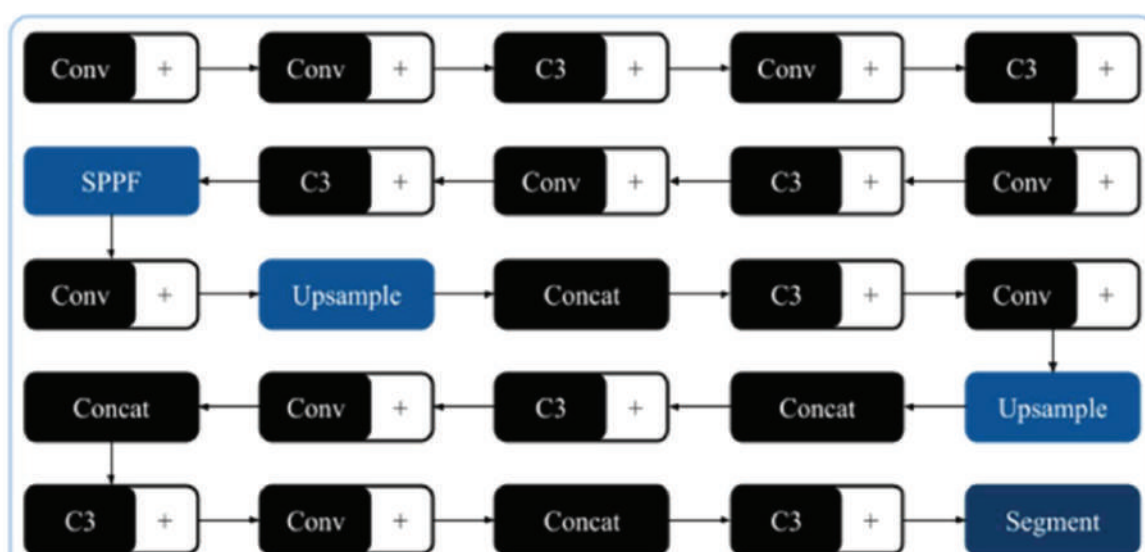 Conv + Conv + C3 + Conv + C3 +
SPPF C3 + Conv + C3 + Conv +
Conv + Upsample Concat C3 + Conv +
Concat Conv + C3 + Concat Upsample
C3 + Conv + Concat C3 + Segment